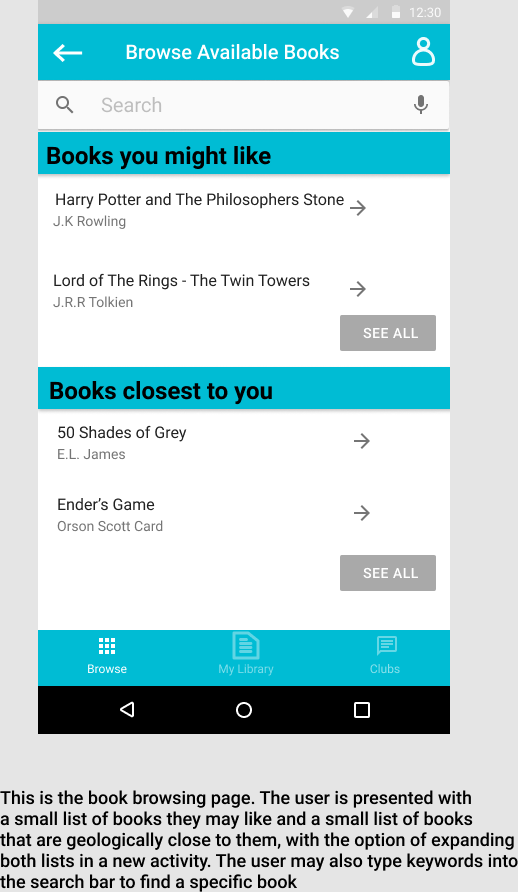 12:30
Browse Available Books
Search
Books you might like
Harry Potter and The Philosophers Stone
J.K Rowling
Lord of The Rings - The Twin Towers
J.R.R Tolkien
SEE ALL
Books closest to you
50 Shades of Grey
E.L. James
Ender’s Game
Orson Scott Card
SEE ALL
Browse
My Library
Clubs
This is the book browsing page. The user is presented with
a small list of books they may like and a small list of books
that are geologically close to them, with the option of expanding
both lists in a new activity. The user may also type keywords into
the search bar to find a specific book